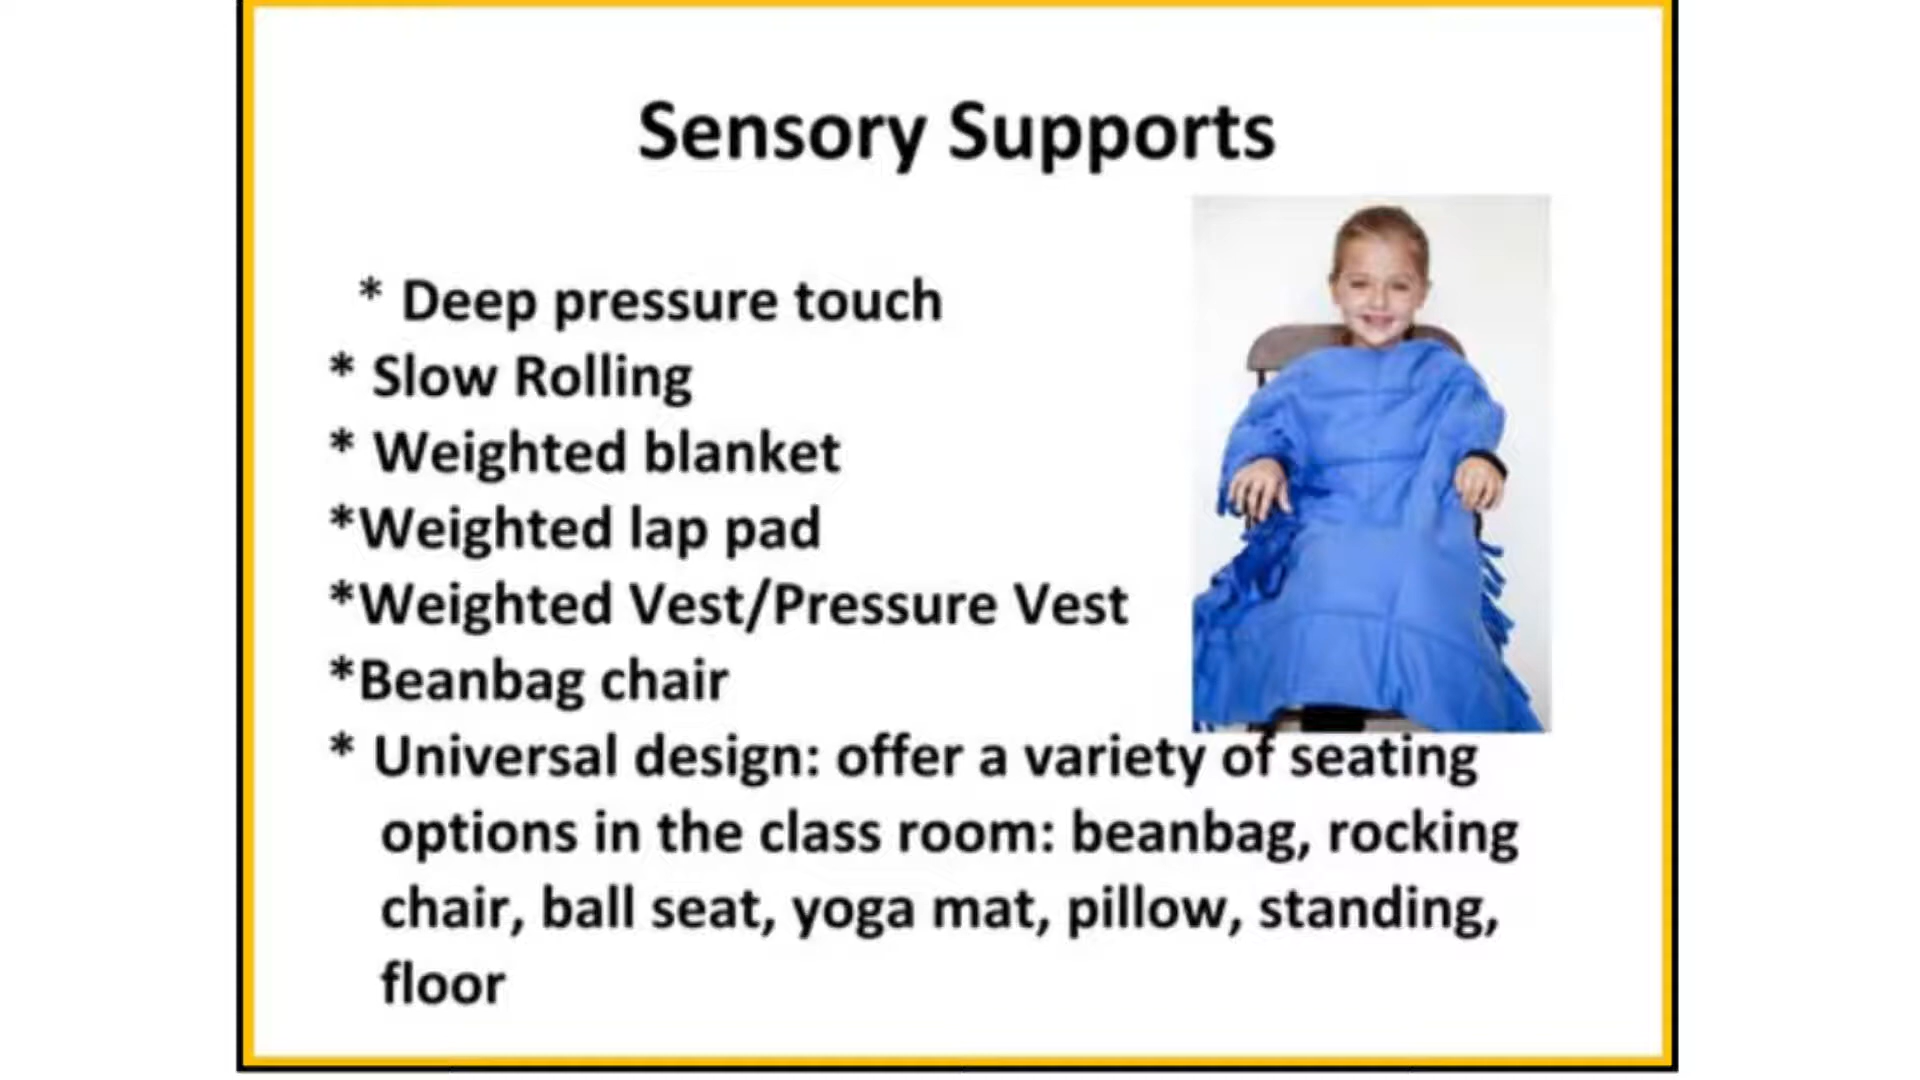 Sensory Supports
* Deep pressure touch
* Slow Rolling
* Weighted blanket
*Weighted lap pad
*Weighted Vest/Pressure Vest
*Beanbag chair
* Universal design: offer a variety of seating
options in the class room: beanbag, rocking
chair, ball seat, yoga mat, pillow, standing,
floor